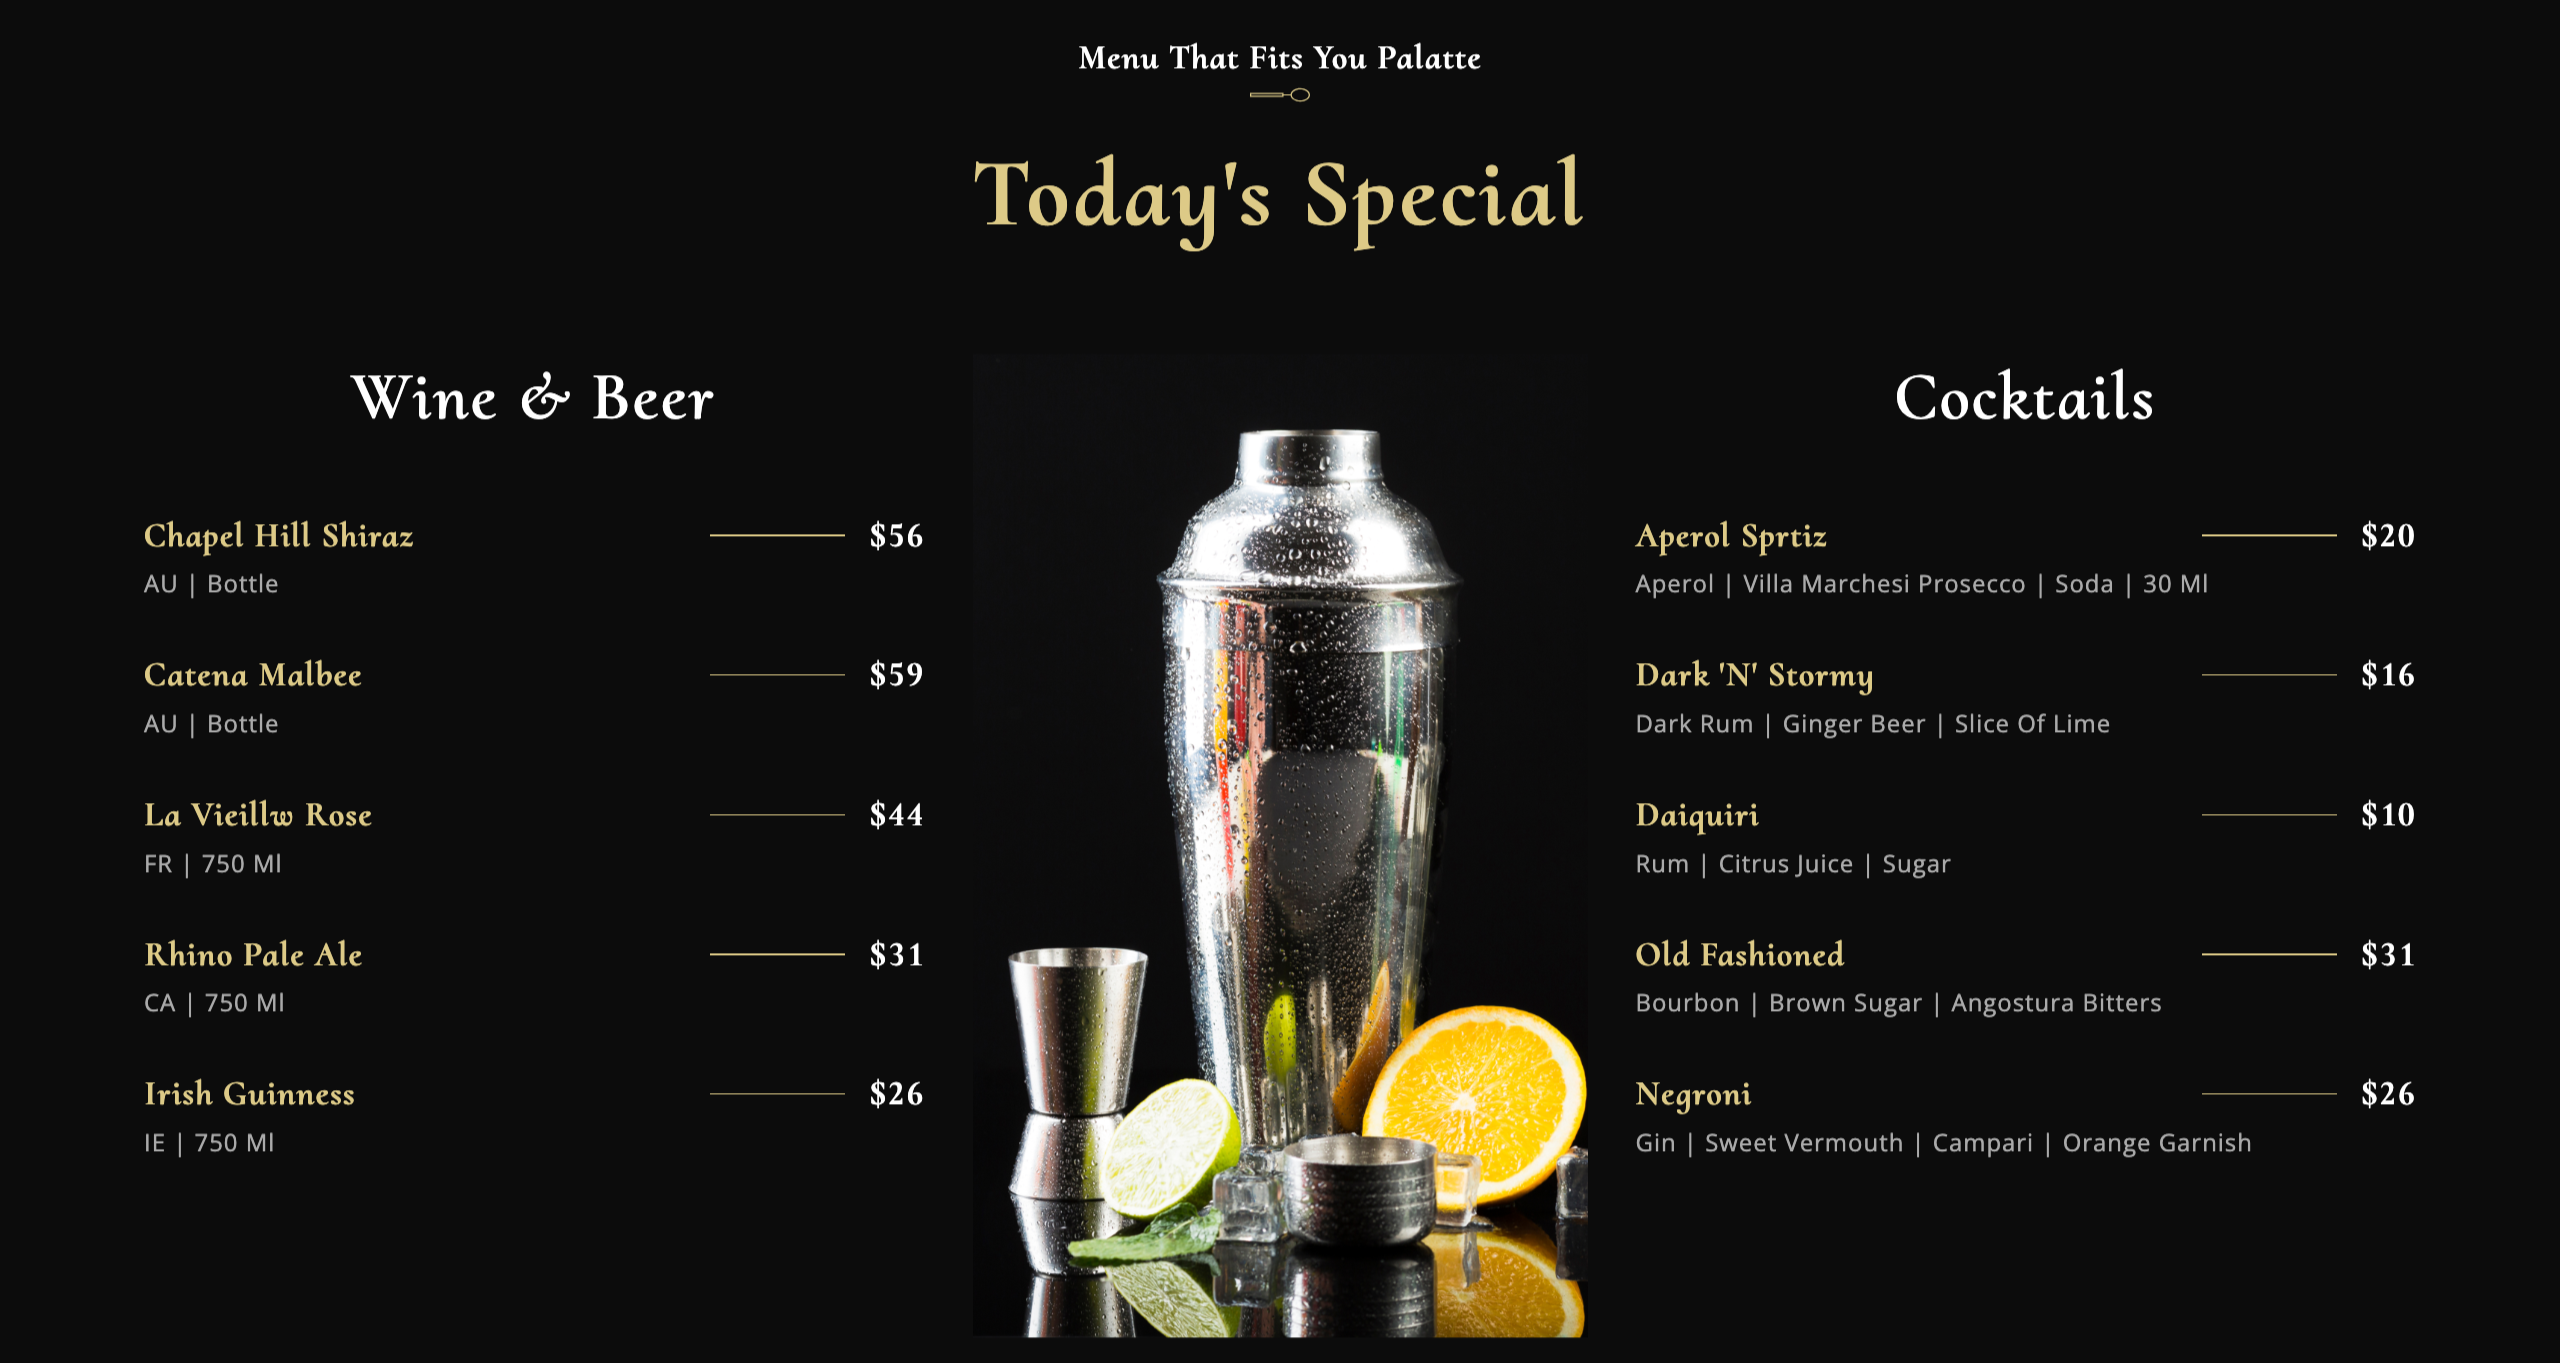 Menu That Fits You Palatte
Today's Special
Wine & Beer
Chapel Hill Shiraz $56
AU | Bottle
Catena Malbee $59
AU | Bottle
La Vieillw Rose $44
FR | 750 Ml
Rhino Pale Ale $31
CA | 750 Ml
Irish Guinness $26
IE | 750 Ml
Cocktails
Aperol Sprtiz $20
Aperol | Villa Marchesi Prosecco | Soda | 30 Ml
Dark 'N' Stormy $16
Dark Rum | Ginger Beer | Slice Of Lime
Daiquiri $10
Rum | Citrus Juice | Sugar
Old Fashioned $31
Bourbon | Brown Sugar | Angostura Bitters
Negroni $26
Gin | Sweet Vermouth | Campari | Orange Garnish